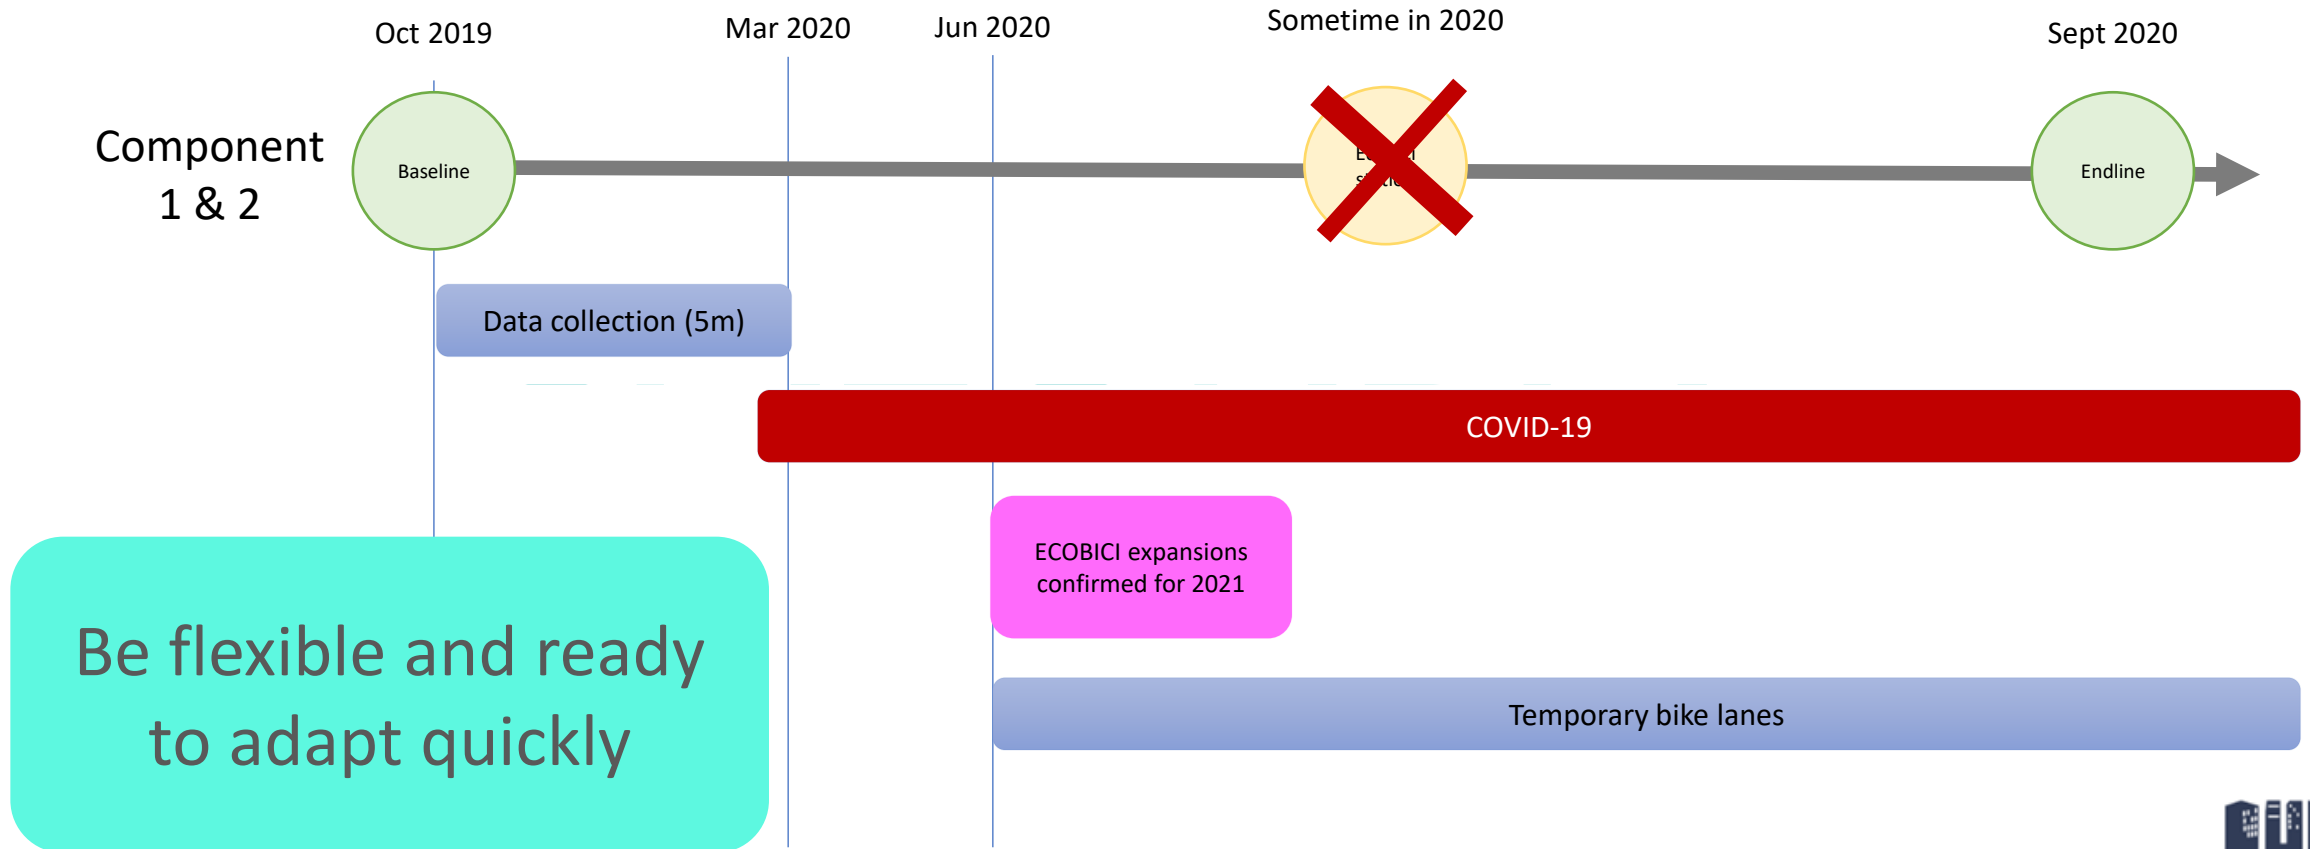 Oct 2019
Mar 2020
Jun 2020
Sometime in 2020
Sept 2020
Component
1 & 2
Baseline
Endline
Data collection (5m)
COVID-19
ECOBICI expansions
confirmed for 2021
Be flexible and ready
to adapt quickly
Temporary bike lanes